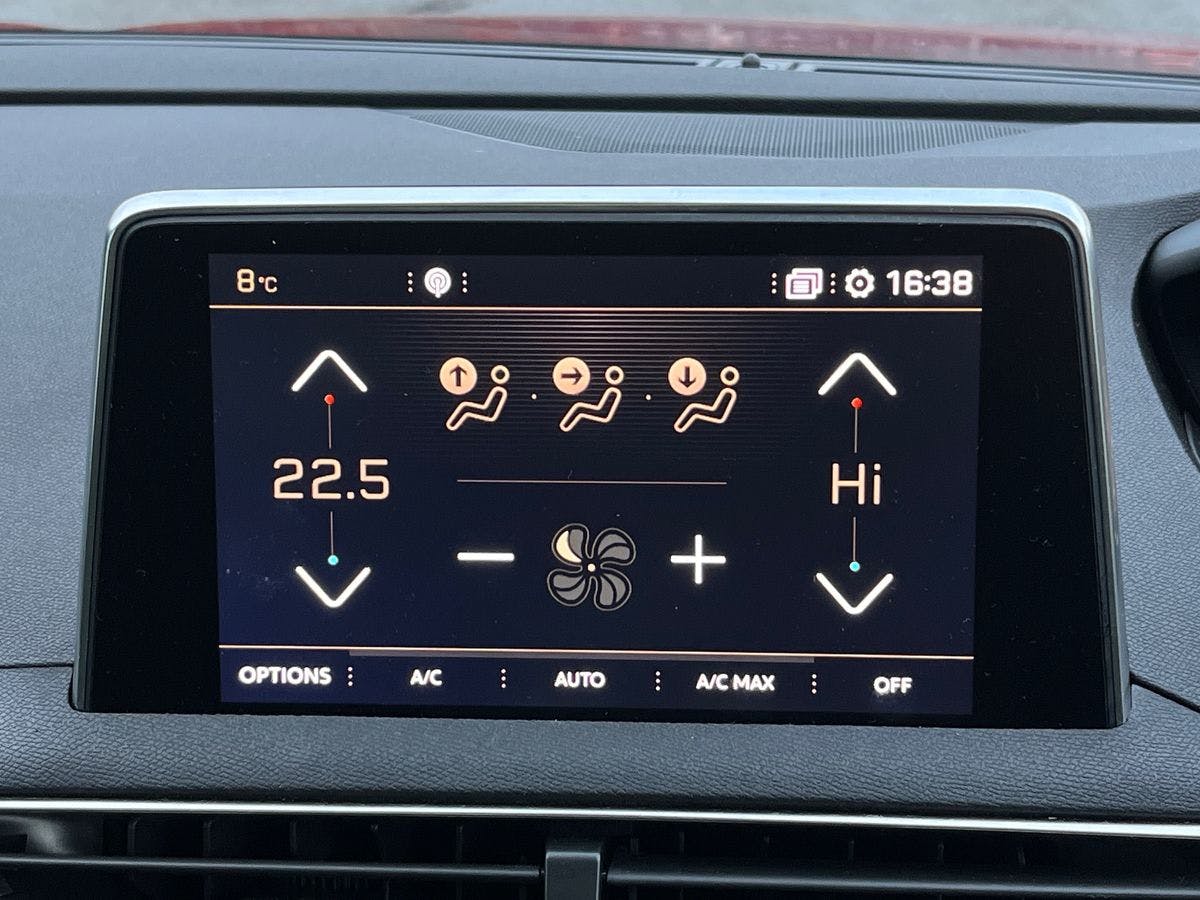 8°C
16:38
22.5
Hi
OPTIONS
A/C
AUTO
A/C MAX
OFF